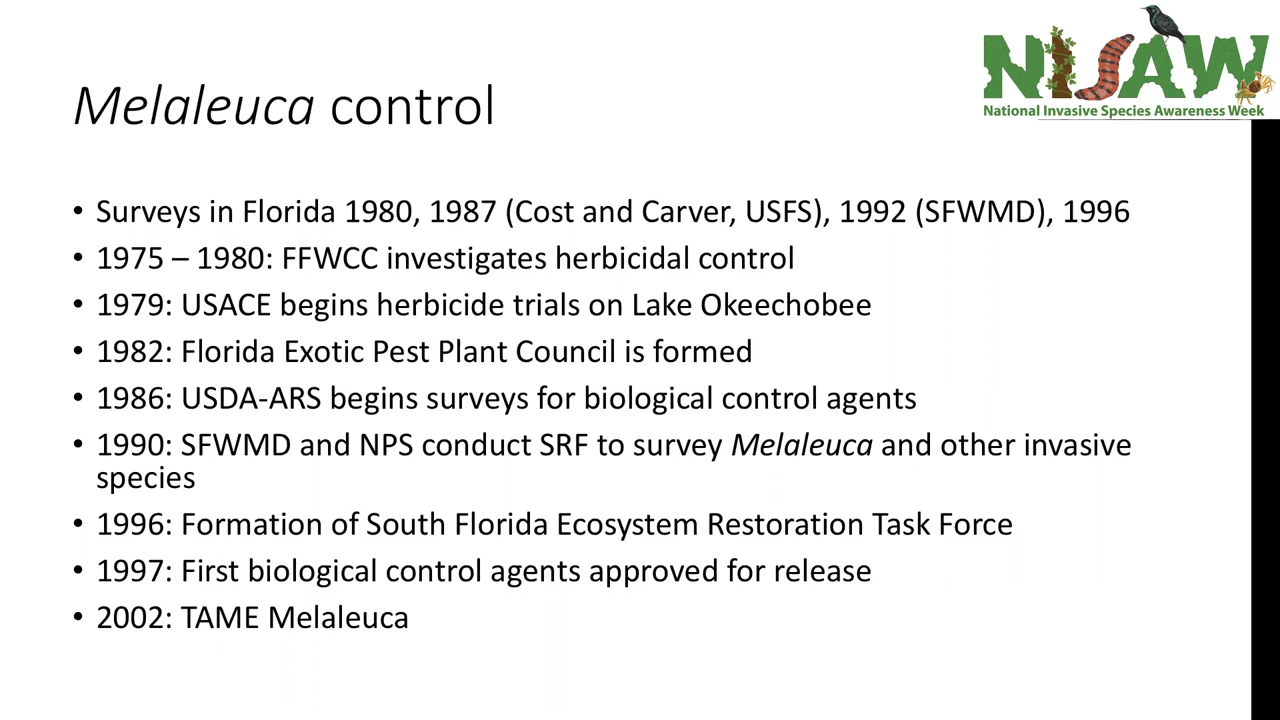 NISAW
National Invasive Species Awareness Week
Melaleuca control
• Surveys in Florida 1980, 1987 (Cost and Carver, USFS), 1992 (SFWMD), 1996
• 1975 – 1980: FFWCC investigates herbicidal control
• 1979: USACE begins herbicide trials on Lake Okeechobee
• 1982: Florida Exotic Pest Plant Council is formed
• 1986: USDA-ARS begins surveys for biological control agents
• 1990: SFWMD and NPS conduct SRF to survey Melaleuca and other invasive
species
• 1996: Formation of South Florida Ecosystem Restoration Task Force
• 1997: First biological control agents approved for release
• 2002: TAME Melaleuca